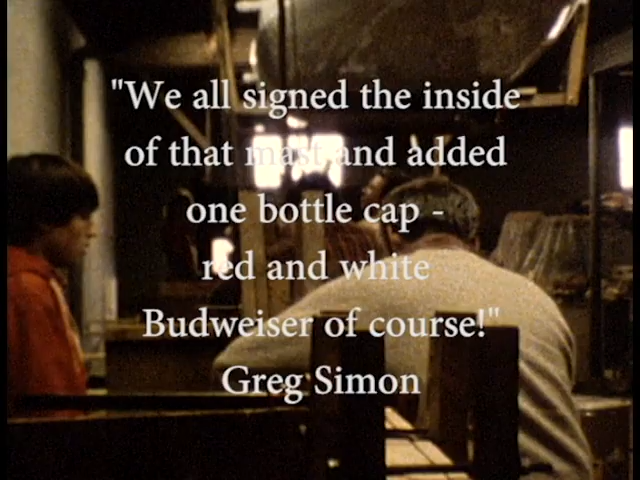 "We all signed the inside
of that mast and added
one bottle cap -
red and white
Budweiser of course!"
Greg Simon